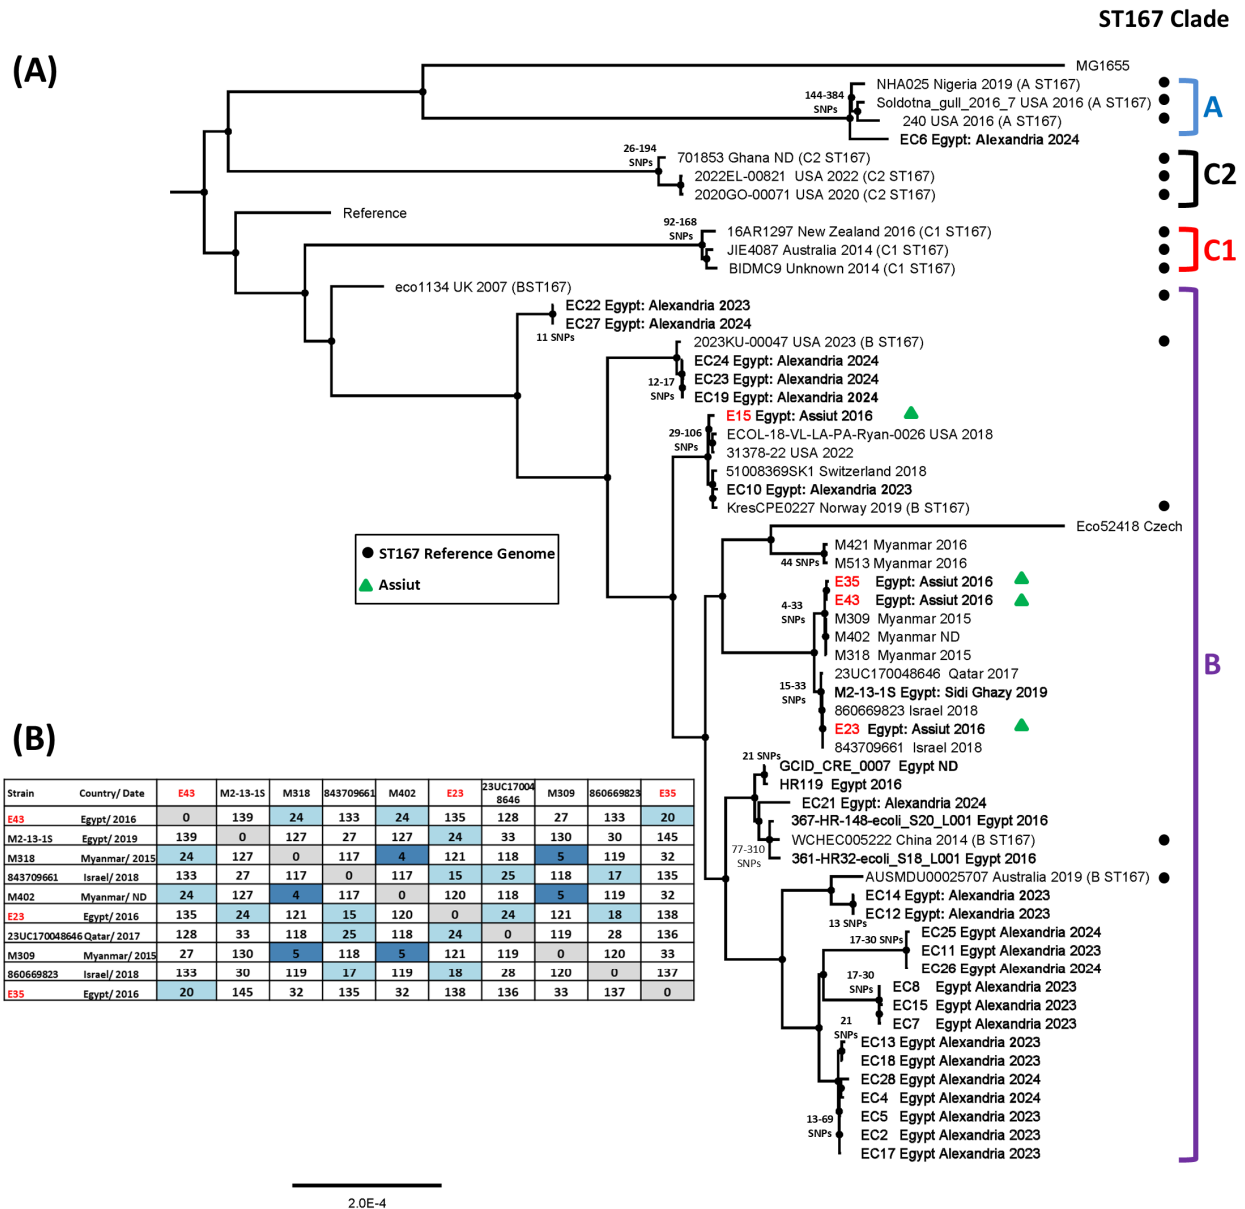 ST167 Clade
(A)
MG1655
NHA025 Nigeria 2019 (A ST167)
144-384
SNPs
Soldotna_gull_2016_7 USA 2016 (A ST167)
A
240 USA 2016 (A ST167)
EC6 Egypt: Alexandria 2024
26-194
SNPs
701853 Ghana ND (C2 ST167)
2022EL-00821 USA 2022 (C2 ST167)
C2
2020GO-00071 USA 2020 (C2 ST167)
Reference
92-168
SNPs
16AR1297 New Zealand 2016 (C1 ST167)
JIE4087 Australia 2014 (C1 ST167)
C1
BIDMC9 Unknown 2014 (C1 ST167)
eco1134 UK 2007 (BST167)
EC22 Egypt: Alexandria 2023
EC27 Egypt: Alexandria 2024
11 SNPs
2023KU-00047 USA 2023 (B ST167)
EC24 Egypt: Alexandria 2024
EC23 Egypt: Alexandria 2024
12-17
SNPs
EC19 Egypt: Alexandria 2024
E15 Egypt: Assiut 2016
29-106
SNPs
ECOL-18-VL-LA-PA-Ryan-0026 USA 2018
31378-22 USA 2022
51008369SK1 Switzerland 2018
EC10 Egypt: Alexandria 2023
KresCPE0227 Norway 2019 (B ST167)
Eco52418 Czech
ST167 Reference Genome
Assiut
M421 Myanmar 2016
44 SNPs
M513 Myanmar 2016
E35 Egypt: Assiut 2016
E43 Egypt: Assiut 2016
4-33
SNPs
M309 Myanmar 2015
M402 Myanmar ND
M318 Myanmar 2015
B
23UC170048646 Qatar 2017
15-33
SNPs
M2-13-1S Egypt: Sidi Ghazy 2019
860669823 Israel 2018
E23 Egypt: Assiut 2016
843709661 Israel 2018
21 SNPs
GCID_CRE_0007 Egypt ND
HR119 Egypt 2016
EC21 Egypt: Alexandria 2024
367-HR-148-ecoli_S20_L001 Egypt 2016
WCHEC005222 China 2014 (B ST167)
77-310
SNPs
361-HR32-ecoli_S18_L001 Egypt 2016
AUSMDU00025707 Australia 2019 (B ST167)
EC14 Egypt: Alexandria 2023
EC12 Egypt: Alexandria 2023
13 SNPs
EC25 Egypt: Alexandria 2024
17-30 SNPs
EC11 Egypt: Alexandria 2023
EC26 Egypt: Alexandria 2024
17-30
SNPs
EC8 Egypt Alexandria 2023
EC15 Egypt Alexandria 2023
EC7 Egypt Alexandria 2023
21
SNPs
EC13 Egypt Alexandria 2023
EC18 Egypt Alexandria 2023
EC28 Egypt Alexandria 2024
EC4 Egypt Alexandria 2024
13-69
SNPs
EC5 Egypt Alexandria 2023
EC2 Egypt Alexandria 2023
EC17 Egypt Alexandria 2023
2.0E-4
(B)
Strain Country/ Date E43 M2-13-1S M318 843709661 M402 E23 23UC17004 8646 M309 860669823 E35
E43 Egypt/ 2016 0 139 24 133 24 135 128 27 133 20
M2-13-1S Egypt/ 2019 139 0 127 27 127 24 33 130 30 145
M318 Myanmar/ 2015 24 127 0 117 4 121 118 5 119 32
843709661 Israel/ 2018 133 27 117 0 117 15 25 118 17 135
M402 Myanmar/ ND 24 127 4 117 0 120 118 5 119 32
E23 Egypt/ 2016 135 24 121 15 120 0 24 121 18 138
23UC170048646 Qatar/ 2017 128 33 118 25 118 24 0 119 28 136
M309 Myanmar/ 2015 27 130 5 118 5 121 119 0 120 33
860669823 Israel/ 2018 133 30 119 17 119 18 28 120 0 137
E35 Egypt/ 2016 20 145 32 135 32 138 136 33 137 0